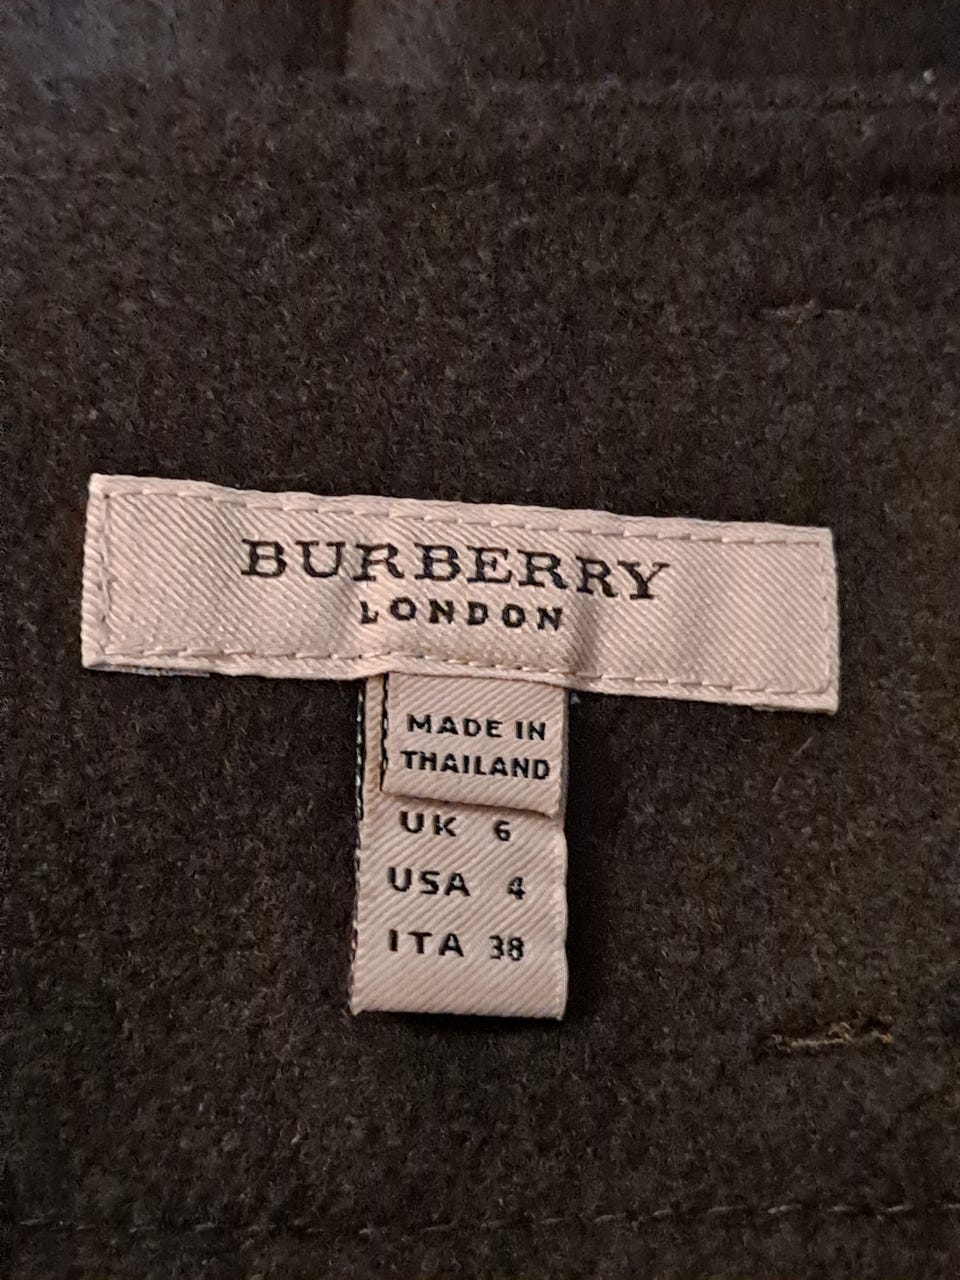 BURBERRY
LONDON
MADE IN
THAILAND
UK 6
USA 4
ITA 38